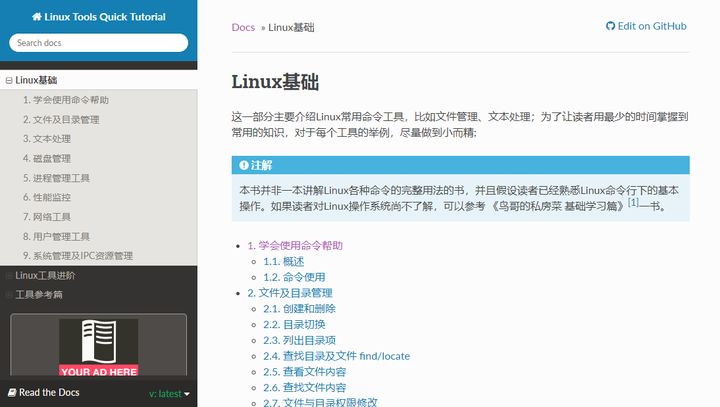 Linux Tools Quick Tutorial
Search docs
Linux基础
1. 学会使用命令帮助
2. 文件及目录管理
3. 文本处理
4. 磁盘管理
5. 进程管理工具
6. 性能监控
7. 网络工具
8. 用户管理工具
9. 系统管理及IPC资源管理
Linux工具进阶
工具参考篇
YOUR AD HERE
Read the Docs
v: latest
Docs » Linux基础
Edit on GitHub
Linux基础
这一部分主要介绍Linux常用命令工具，比如文件管理、文本处理；为了让读者用最少的时间掌握到
常用的知识，对于每个工具的举例，尽量做到小而精;
注解
本书并非一本讲解Linux各种命令的完整用法的书，并且假设读者已经熟悉Linux命令行下的基本
操作。如果读者对Linux操作系统尚不了解，可以参考 《鸟哥的私房菜 基础学习篇》[1]一书。
1. 学会使用命令帮助
1.1. 概述
1.2. 命令使用
2. 文件及目录管理
2.1. 创建和删除
2.2. 目录切换
2.3. 列出目录项
2.4. 查找目录及文件 find/locate
2.5. 查看文件内容
2.6. 查找文件内容
2.7. 文件与目录权限修改